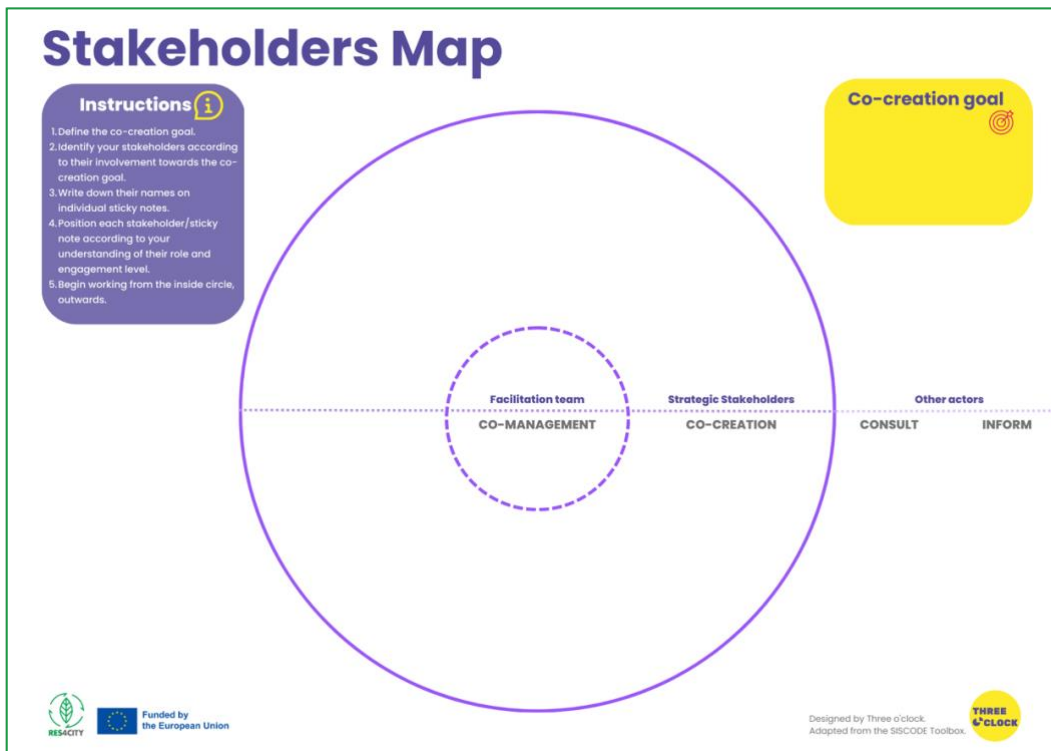 Stakeholders Map
Instructions
1. Define the co-creation goal.
2. Identify your stakeholders according
to their involvement towards the co-
creation goal.
3. Write down their names on
individual sticky notes.
4. Position each stakeholder/sticky
note according to your
understanding of their role and
engagement level.
5. Begin working from the inside circle,
outwards.
Co-creation goal
Facilitation team
Strategic Stakeholders
Other actors
CO-MANAGEMENT
CO-CREATION
CONSULT
INFORM
RES4CITY
Funded by
the European Union
Designed by Three o'clock.
Adapted from the SISCODE Toolbox.
THREE
O'CLOCK